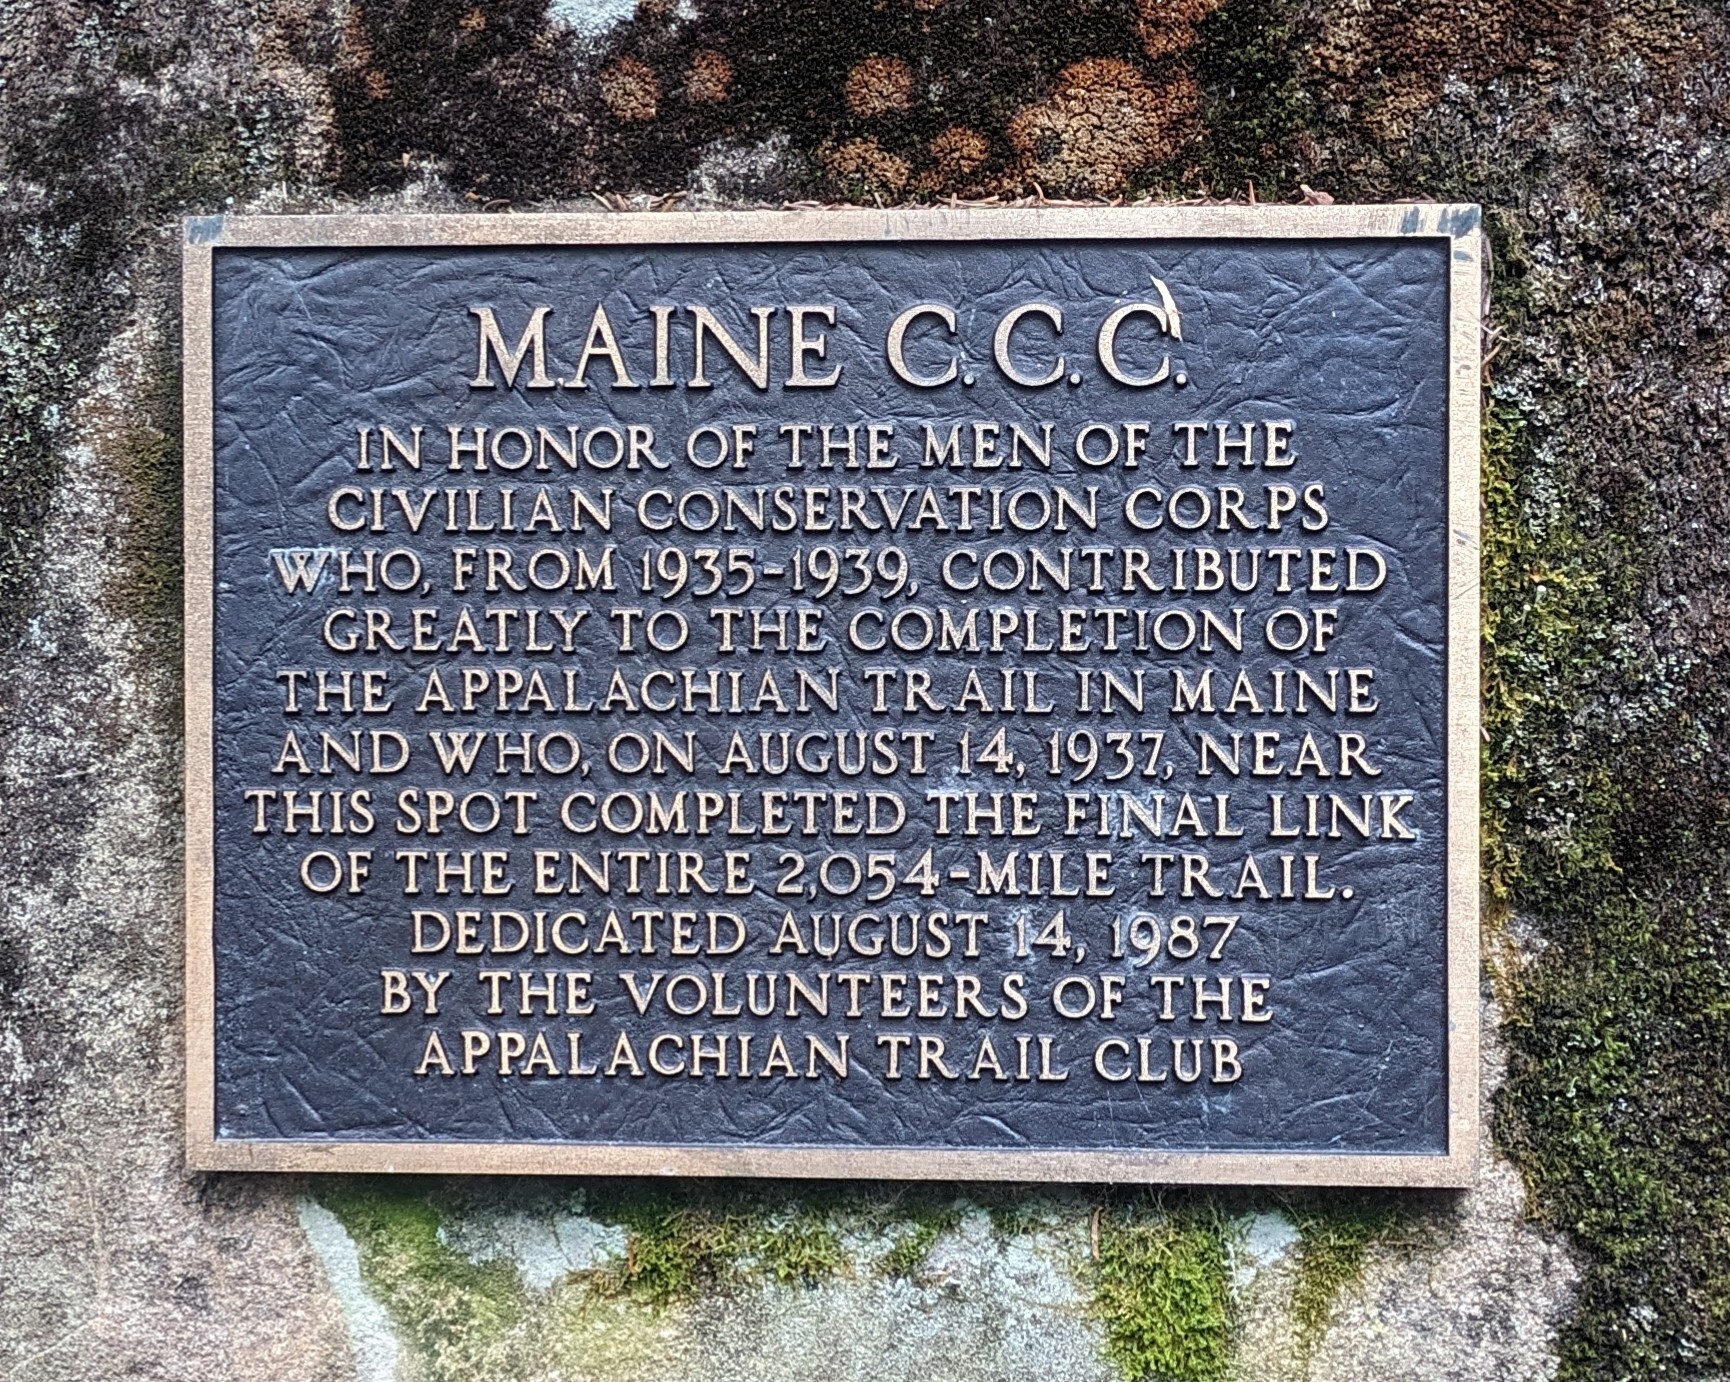 MAINE C.C.C.
IN HONOR OF THE MEN OF THE
CIVILIAN CONSERVATION CORPS
WHO, FROM 1935-1939, CONTRIBUTED
GREATLY TO THE COMPLETION OF
THE APPALACHIAN TRAIL IN MAINE
AND WHO, ON AUGUST 14, 1937, NEAR
THIS SPOT COMPLETED THE FINAL LINK
OF THE ENTIRE 2,054-MILE TRAIL.
DEDICATED AUGUST 14, 1987
BY THE VOLUNTEERS OF THE
APPALACHIAN TRAIL CLUB